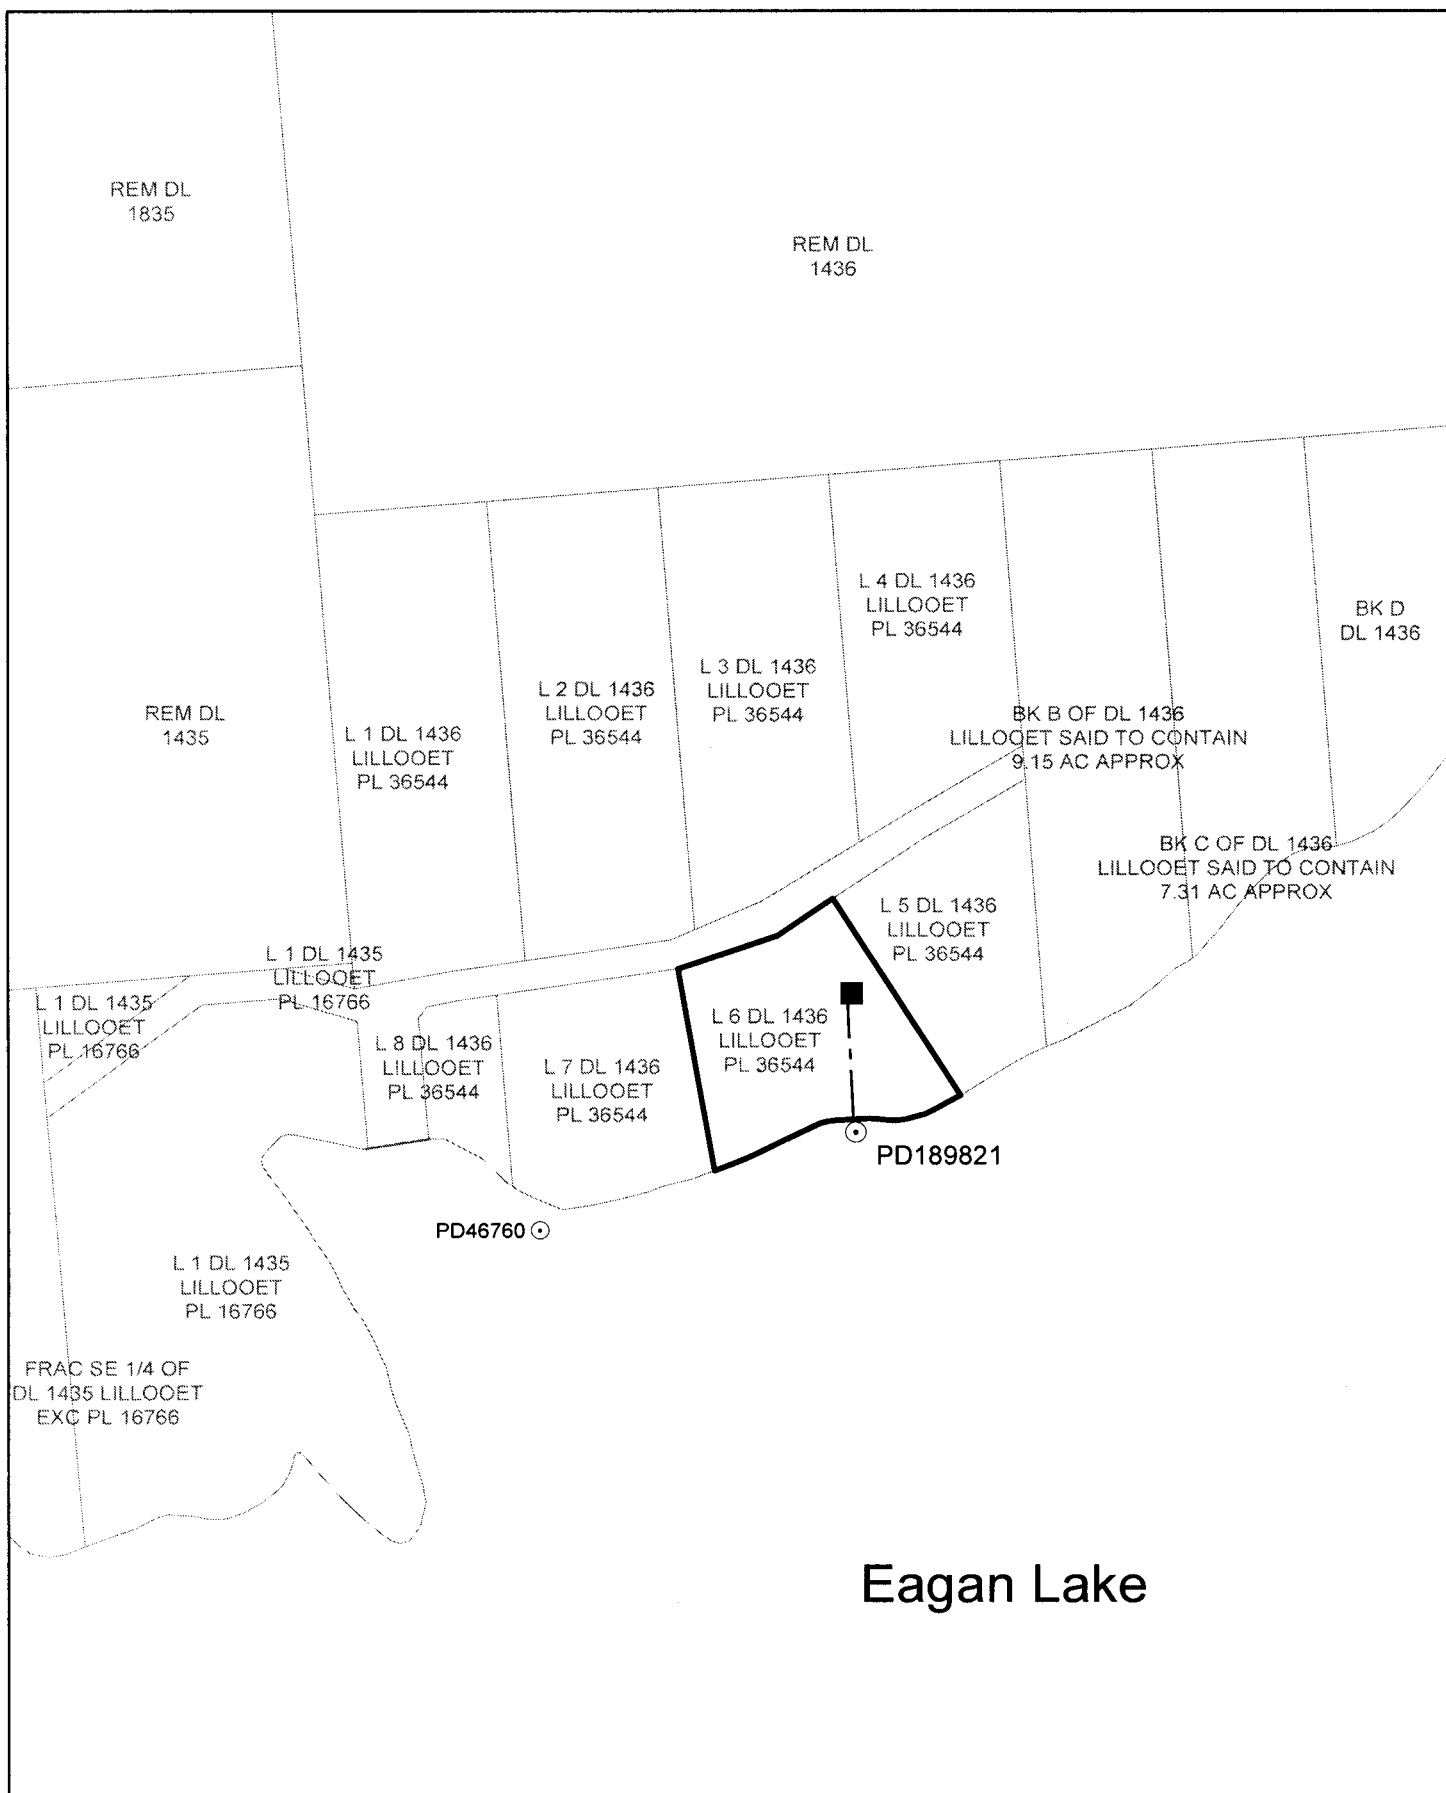 REM DL
1835
REM DL
1436
L 4 DL 1436
LILLOOET
PL 36544
BK D
DL 1436
L 3 DL 1436
LILLOOET
PL 36544
L 2 DL 1436
LILLOOET
PL 36544
REM DL
1435
L 1 DL 1436
LILLOOET
PL 36544
BK B OF DL 1436
LILLOOET SAID TO CONTAIN
9.15 AC APPROX
BK C OF DL 1436
LILLOOET SAID TO CONTAIN
7.31 AC APPROX
L 5 DL 1436
LILLOOET
PL 36544
L 1 DL 1435
LILLOOET
PL 16766
L 1 DL 1435
LILLOOET
PL 16766
L 8 DL 1436
LILLOOET
PL 36544
L 7 DL 1436
LILLOOET
PL 36544
L 6 DL 1436
LILLOOET
PL 36544
PD189821
PD46760
L 1 DL 1435
LILLOOET
PL 16766
FRAC SE 1/4 OF
DL 1435 LILLOOET
EXC PL 16766
Eagan Lake